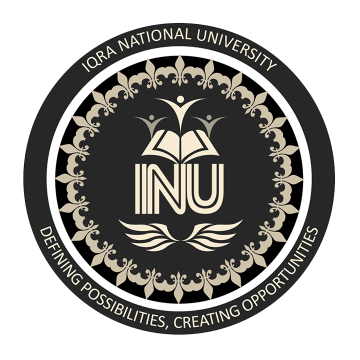 IQRA NATIONAL UNIVERSITY
INU
DEFINING POSSIBILITIES, CREATING OPPORTUNITIES